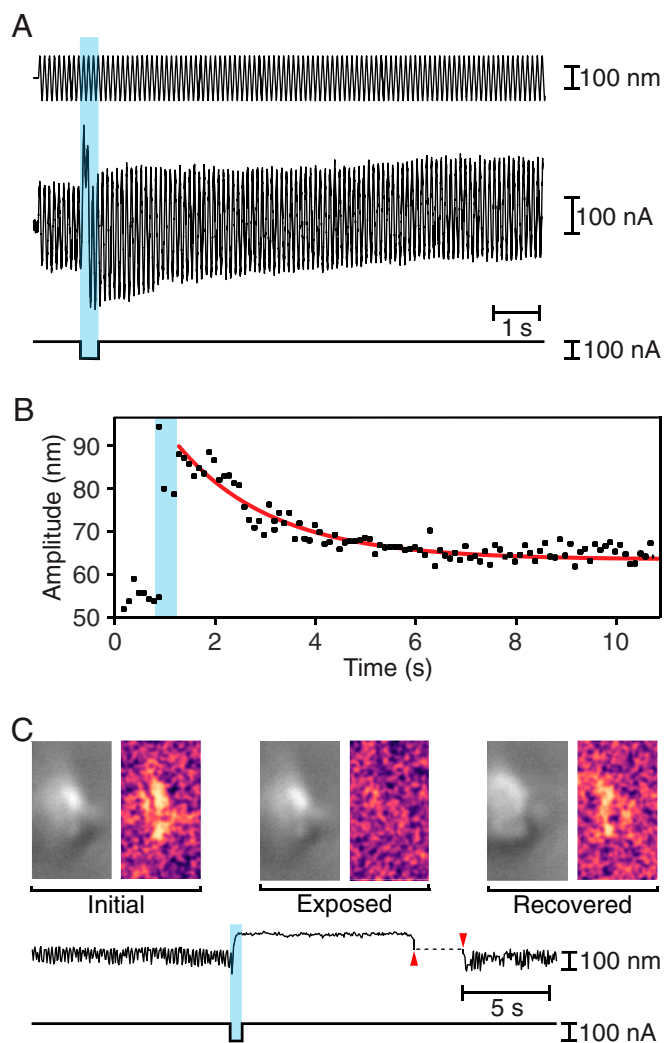 A
100 nm
100 nA
1 s
100 nA
B
Amplitude (nm)
90
80
70
60
50
0 2 4 6 8 10
Time (s)
C
Initial Exposed Recovered
100 nm
5 s
100 nA